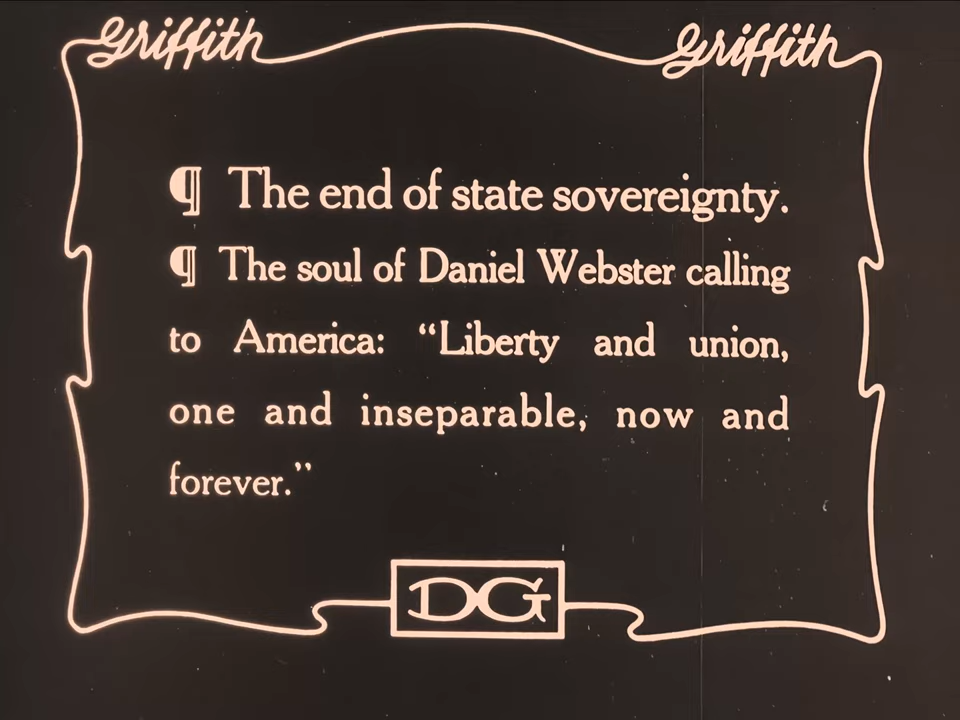 Griffith Griffith
¶ The end of state sovereignty.
¶ The soul of Daniel Webster calling
to America: “Liberty and union,
one and inseparable, now and
forever.”
DG